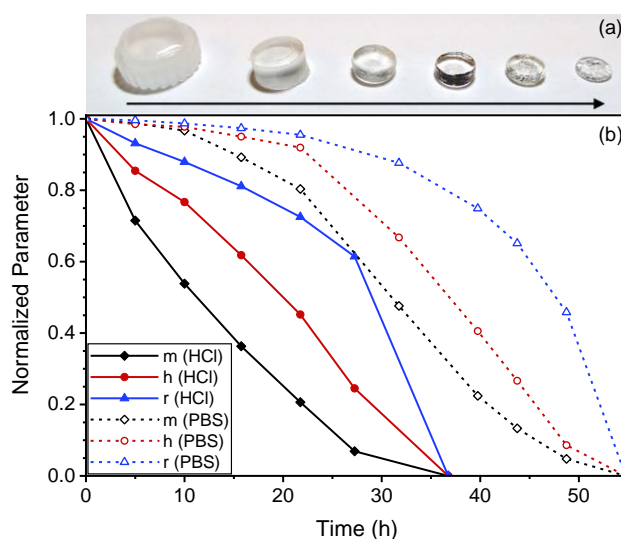 (a)
(b)
1.0
0.8
0.6
0.4
0.2
0.0
Normalized Parameter
m (HCl)
h (HCl)
r (HCl)
m (PBS)
h (PBS)
r (PBS)
0 10 20 30 40 50
Time (h)